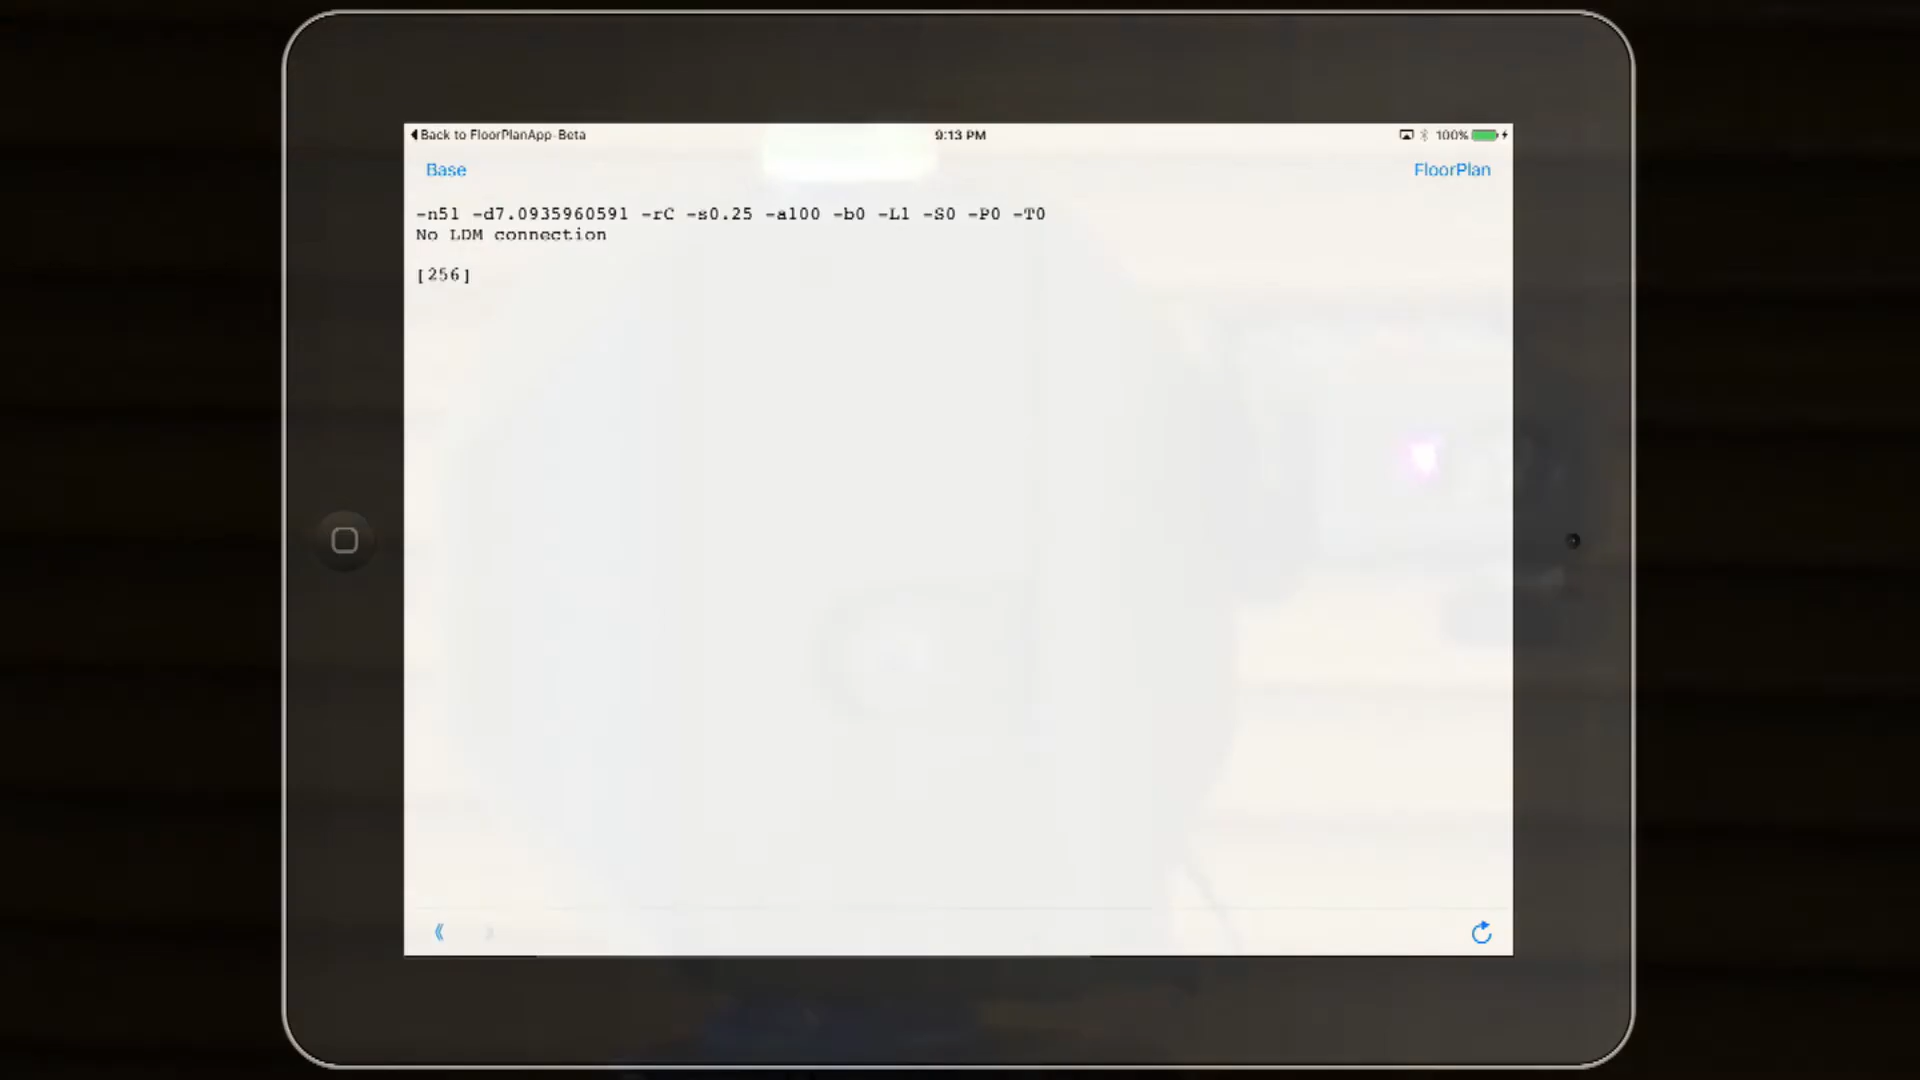 Back to FloorPlanApp-Beta 9:13 PM 100%
Base FloorPlan
-n51 -d7.0935960591 -rC -s0.25 -a100 -b0 -L1 -S0 -P0 -T0
No LDM connection
[256]